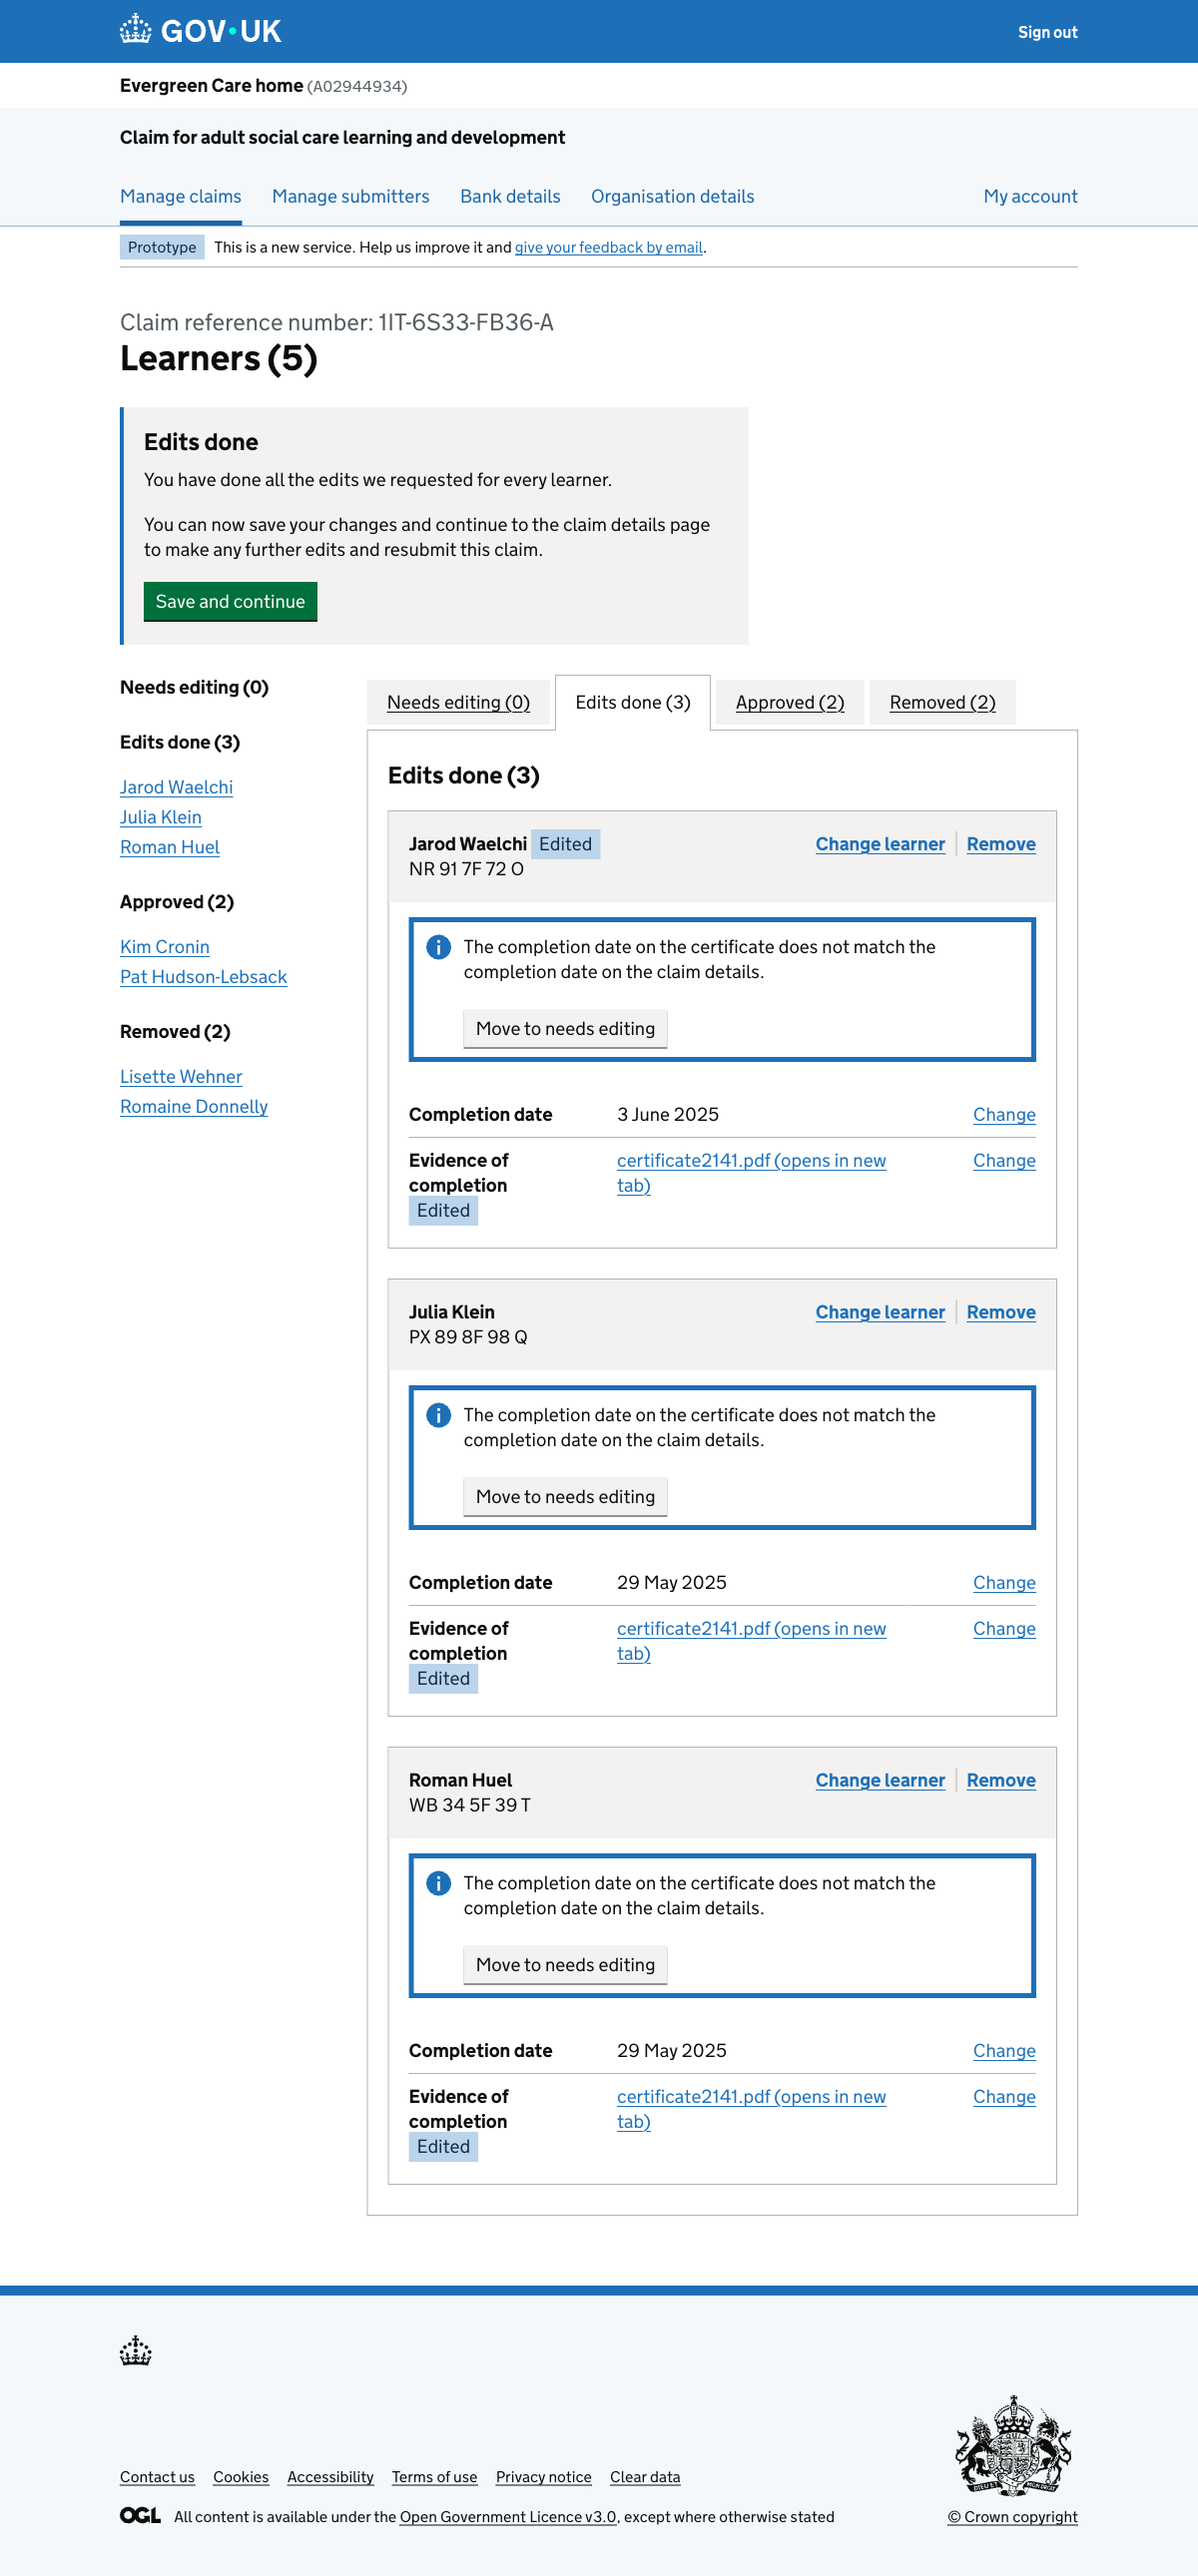 GOV·UK
Sign out
Evergreen Care home (A02944934)
Claim for adult social care learning and development
Manage claims Manage submitters Bank details Organisation details My account
Prototype This is a new service. Help us improve it and give your feedback by email.
Claim reference number: 1IT-6S33-FB36-A
Learners (5)
Edits done
You have done all the edits we requested for every learner.
You can now save your changes and continue to the claim details page
to make any further edits and resubmit this claim.
Save and continue
Needs editing (0)
Edits done (3)
Jarod Waelchi
Julia Klein
Roman Huel
Approved (2)
Kim Cronin
Pat Hudson-Lebsack
Removed (2)
Lisette Wehner
Romaine Donnelly
Needs editing (0) Edits done (3) Approved (2) Removed (2)
Edits done (3)
Jarod Waelchi Edited Change learner Remove
NR 91 7F 72 O
The completion date on the certificate does not match the
completion date on the claim details.
Move to needs editing
Completion date 3 June 2025 Change
Evidence of certificate2141.pdf (opens in new Change
completion tab)
Edited
Julia Klein Change learner Remove
PX 89 8F 98 Q
The completion date on the certificate does not match the
completion date on the claim details.
Move to needs editing
Completion date 29 May 2025 Change
Evidence of certificate2141.pdf (opens in new Change
completion tab)
Edited
Roman Huel Change learner Remove
WB 34 5F 39 T
The completion date on the certificate does not match the
completion date on the claim details.
Move to needs editing
Completion date 29 May 2025 Change
Evidence of certificate2141.pdf (opens in new Change
completion tab)
Edited
Contact us Cookies Accessibility Terms of use Privacy notice Clear data
OGL All content is available under the Open Government Licence v3.0, except where otherwise stated
© Crown copyright